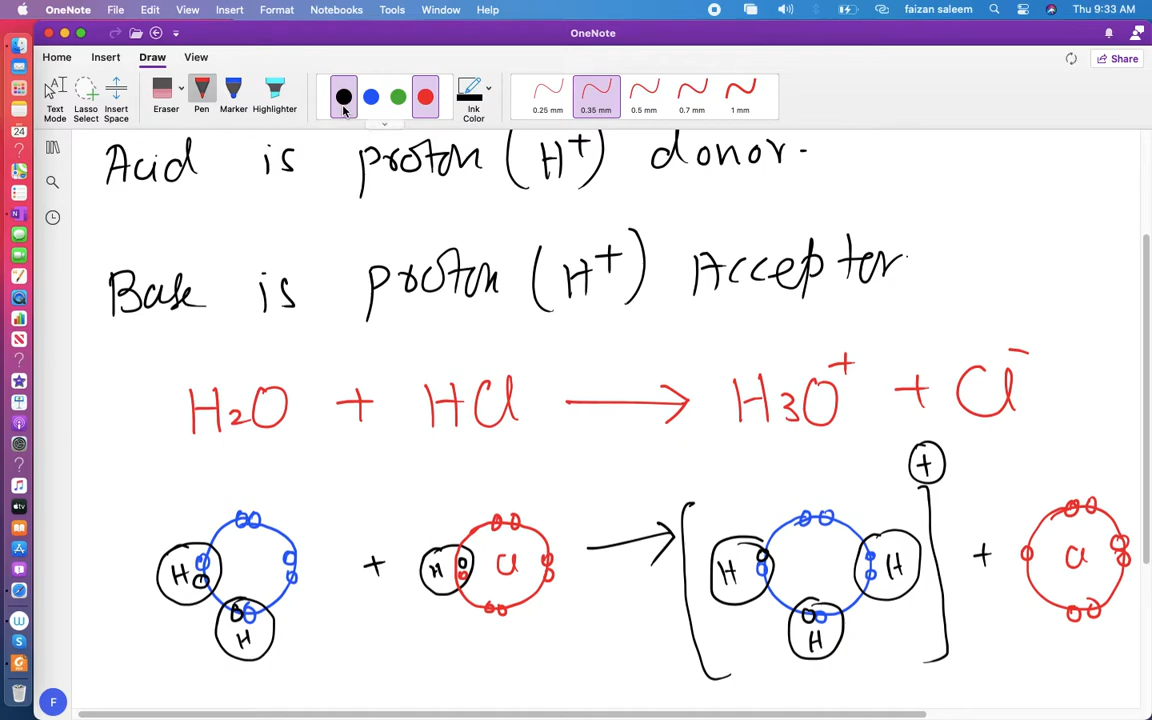 OneNote File Edit View Insert Format Notebooks Tools Window Help faizan saleem Thu 9:33 AM
OneNote
Home Insert Draw View Share
Text Mode Lasso Select Insert Space Eraser Pen Marker Highlighter Ink Color 0.25 mm 0.35 mm 0.5 mm 0.7 mm 1 mm
Acid is proton (H+) donor.
Base is proton (H+) Acceptor
H2O + HCl → H3O+ + Cl-
+
H + H Cl → H H + Cl
H H
F